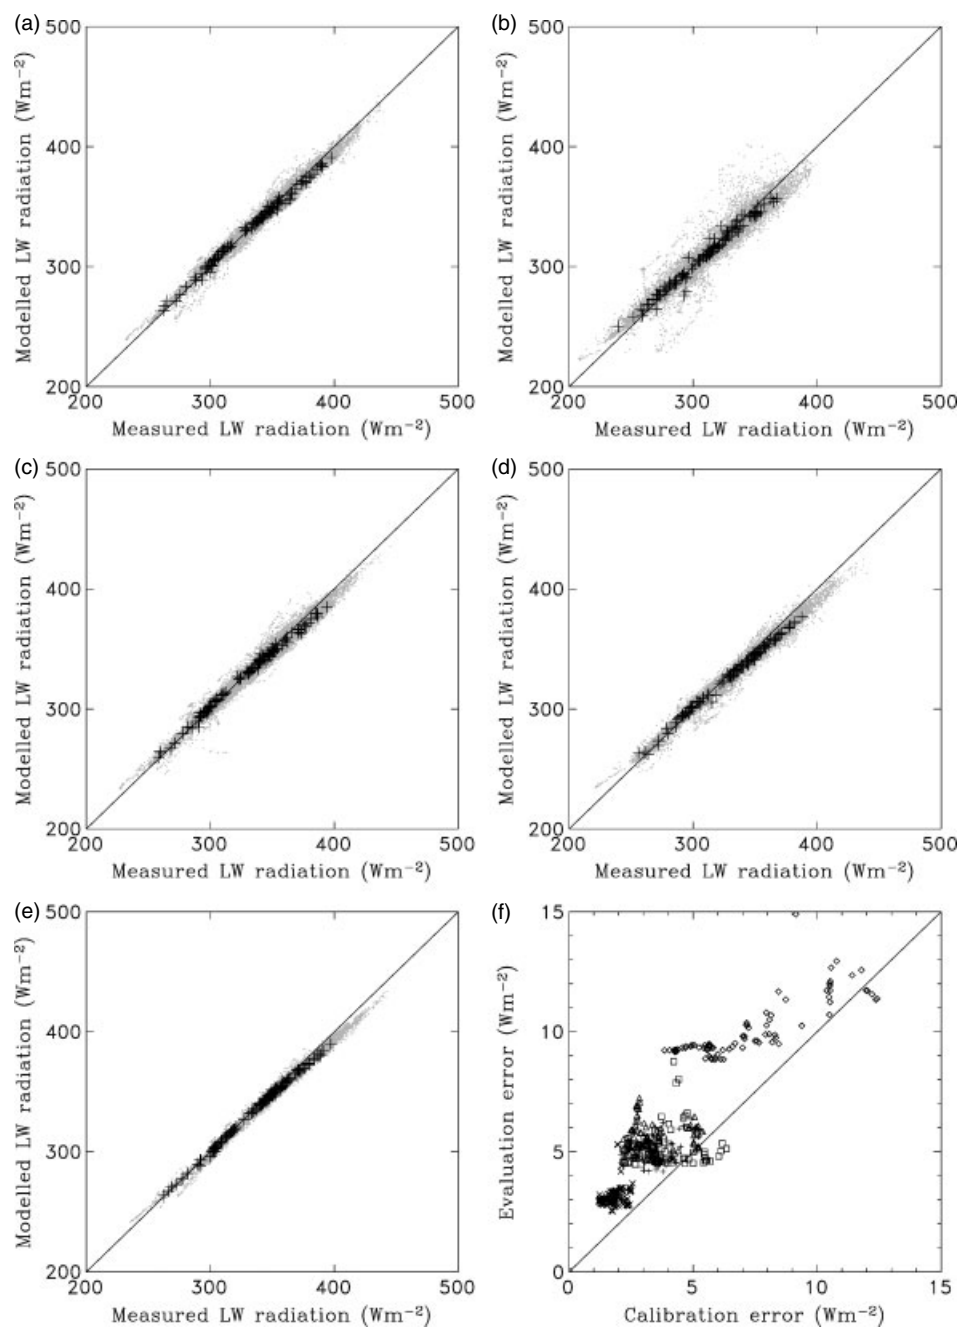 (a)
500
400
300
200
Modelled LW radiation (Wm−2)
200 300 400 500
Measured LW radiation (Wm−2)
(b)
500
400
300
200
Modelled LW radiation (Wm−2)
200 300 400 500
Measured LW radiation (Wm−2)
(c)
500
400
300
200
Modelled LW radiation (Wm−2)
200 300 400 500
Measured LW radiation (Wm−2)
(d)
500
400
300
200
Modelled LW radiation (Wm−2)
200 300 400 500
Measured LW radiation (Wm−2)
(e)
500
400
300
200
Modelled LW radiation (Wm−2)
200 300 400 500
Measured LW radiation (Wm−2)
(f)
15
10
5
0
Evaluation error (Wm−2)
0 5 10 15
Calibration error (Wm−2)